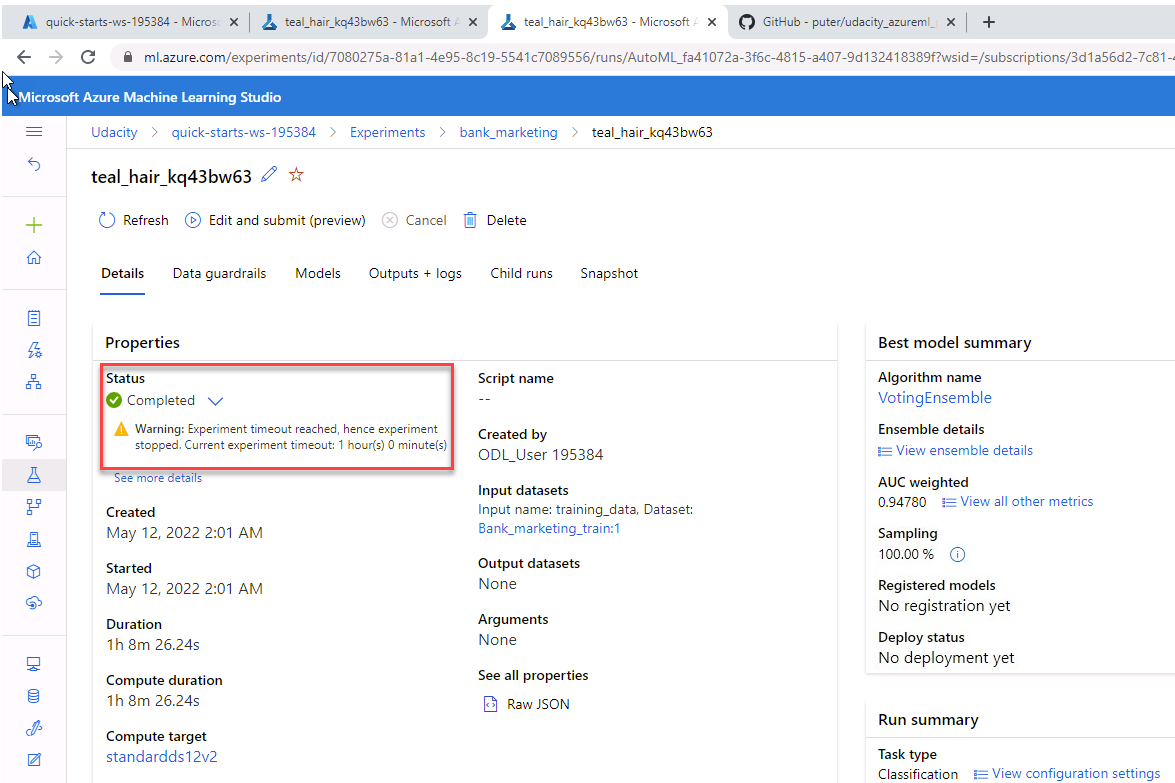 quick-starts-ws-195384 - Micros
teal_hair_kq43bw63 - Microsoft A
teal_hair_kq43bw63 - Microsoft A
GitHub - puter/udacity_azureml_
ml.azure.com/experiments/id/7080275a-81a1-4e95-8c19-5541c7089556/runs/AutoML_fa41072a-3f6c-4815-a407-9d132418389f?wsid=/subscriptions/3d1a56d2-7c81-4
Microsoft Azure Machine Learning Studio
Udacity > quick-starts-ws-195384 > Experiments > bank_marketing > teal_hair_kq43bw63
teal_hair_kq43bw63
Refresh Edit and submit (preview) Cancel Delete
Details Data guardrails Models Outputs + logs Child runs Snapshot
Properties
Status
Completed
Warning: Experiment timeout reached, hence experiment
stopped. Current experiment timeout: 1 hour(s) 0 minute(s)
See more details
Created
May 12, 2022 2:01 AM
Started
May 12, 2022 2:01 AM
Duration
1h 8m 26.24s
Compute duration
1h 8m 26.24s
Compute target
standardds12v2
Script name
--
Created by
ODL_User 195384
Input datasets
Input name: training_data, Dataset:
Bank_marketing_train:1
Output datasets
None
Arguments
None
See all properties
Raw JSON
Best model summary
Algorithm name
VotingEnsemble
Ensemble details
View ensemble details
AUC weighted
0.94780 View all other metrics
Sampling
100.00 %
Registered models
No registration yet
Deploy status
No deployment yet
Run summary
Task type
Classification View configuration settings